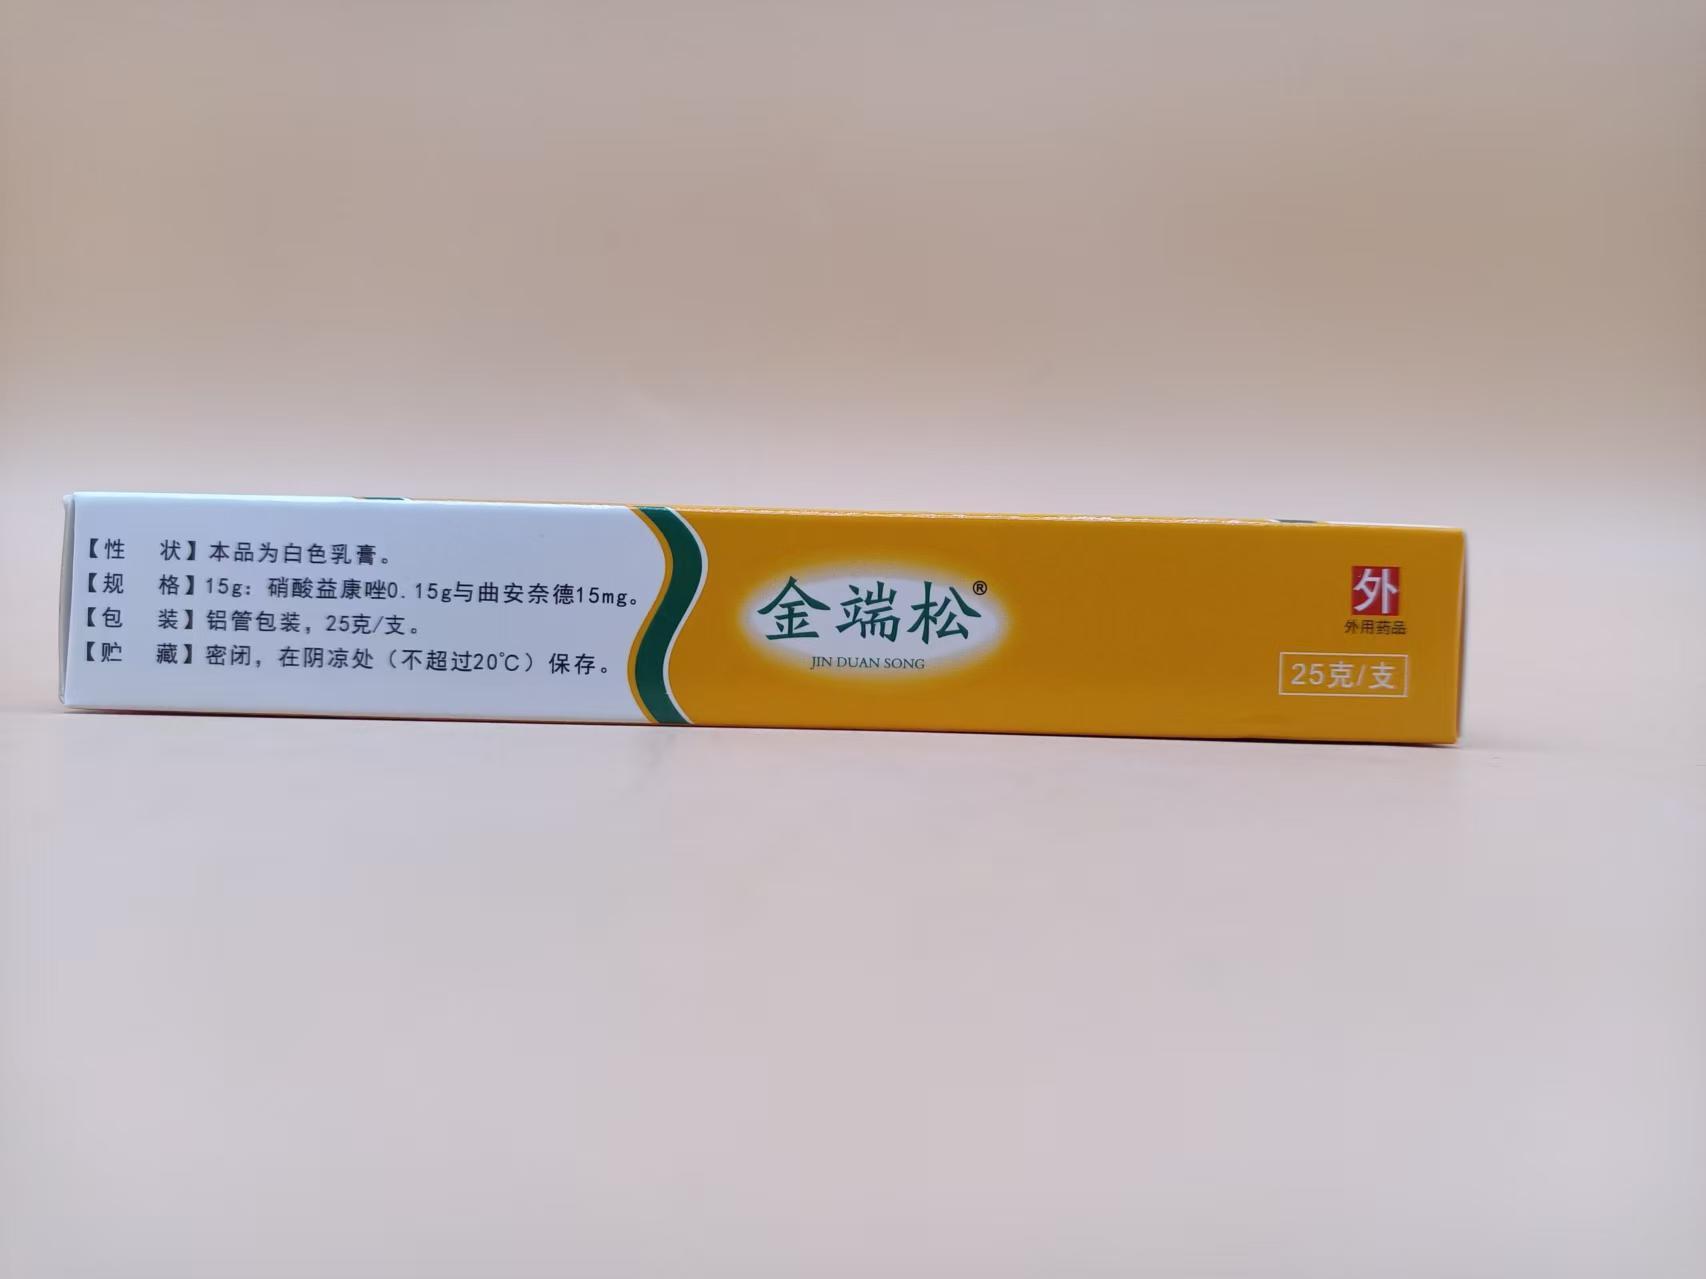 【性 状】本品为白色乳膏。
【规 格】15g：硝酸益康唑0.15g与曲安奈德15mg。
【包 装】铝管包装，25克/支。
【贮 藏】密闭，在阴凉处（不超过20℃）保存。
金端松®
JIN DUAN SONG
外
外用药品
25克/支